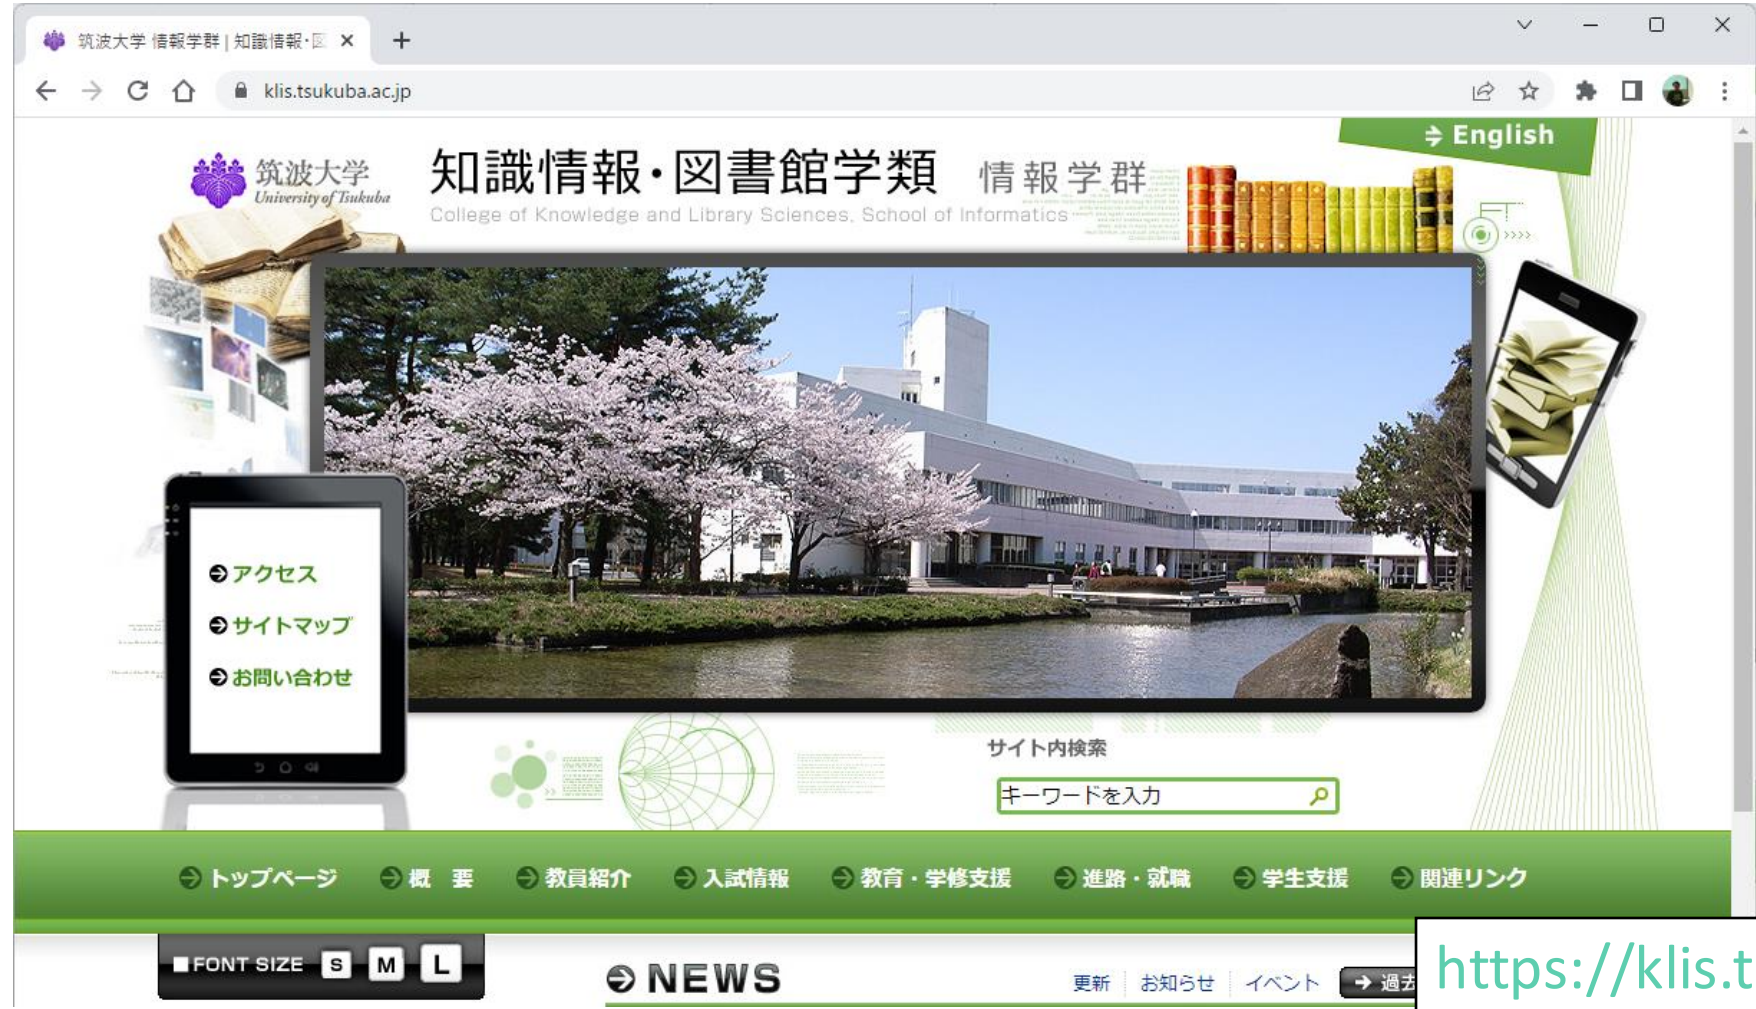 筑波大学 情報学群 | 知識情報・図
klis.tsukuba.ac.jp
English
筑波大学
University of Tsukuba
知識情報・図書館学類 情報学群
College of Knowledge and Library Sciences, School of Informatics
アクセス
サイトマップ
お問い合わせ
サイト内検索
キーワードを入力
トップページ 概 要 教員紹介 入試情報 教育・学修支援 進路・就職 学生支援 関連リンク
FONT SIZE S M L
NEWS
更新 お知らせ イベント 過去
https://klis.t